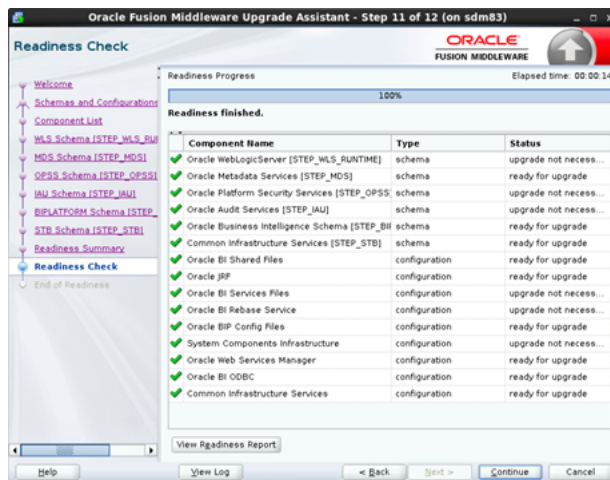 Oracle Fusion Middleware Upgrade Assistant - Step 11 of 12 (on sdm83)
Readiness Check
ORACLE
FUSION MIDDLEWARE
Welcome
Schemas and Configurations
Component List
WLS Schema [STEP_WLS_RU
MDS Schema [STEP_MDS]
OPSS Schema [STEP_OPSS]
IAU Schema [STEP_IAU]
BIPLATFORM Schema [STEP_
STB Schema [STEP_STB]
Readiness Summary
Readiness Check
End of Readiness
Readiness Progress Elapsed time: 00:00:14
100%
Readiness finished.
Component Name Type Status
Oracle WebLogicServer [STEP_WLS_RUNTIME] schema upgrade not necess...
Oracle Metadata Services [STEP_MDS] schema ready for upgrade
Oracle Platform Security Services [STEP_OPSS] schema upgrade not necess...
Oracle Audit Services [STEP_IAU] schema upgrade not necess...
Oracle Business Intelligence Schema [STEP_BI schema ready for upgrade
Common Infrastructure Services [STEP_STB] schema ready for upgrade
Oracle BI Shared Files configuration upgrade not necess...
Oracle JRF configuration ready for upgrade
Oracle BI Services Files configuration upgrade not necess...
Oracle BI Rebase Service configuration upgrade not necess...
Oracle BIP Config Files configuration ready for upgrade
System Components Infrastructure configuration upgrade not necess...
Oracle Web Services Manager configuration ready for upgrade
Oracle BI ODBC configuration ready for upgrade
Common Infrastructure Services configuration ready for upgrade
View Readiness Report
Help View Log < Back Next > Continue Cancel